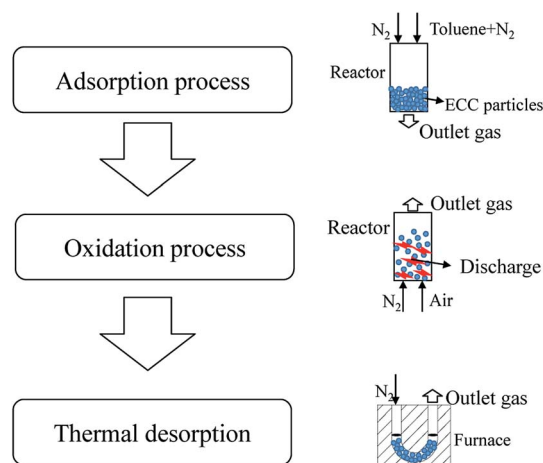 N2
Toluene+N2
Adsorption process
Reactor
ECC particles
Outlet gas
Outlet gas
Reactor
Oxidation process
Discharge
N2
Air
N2
Outlet gas
Thermal desorption
Furnace